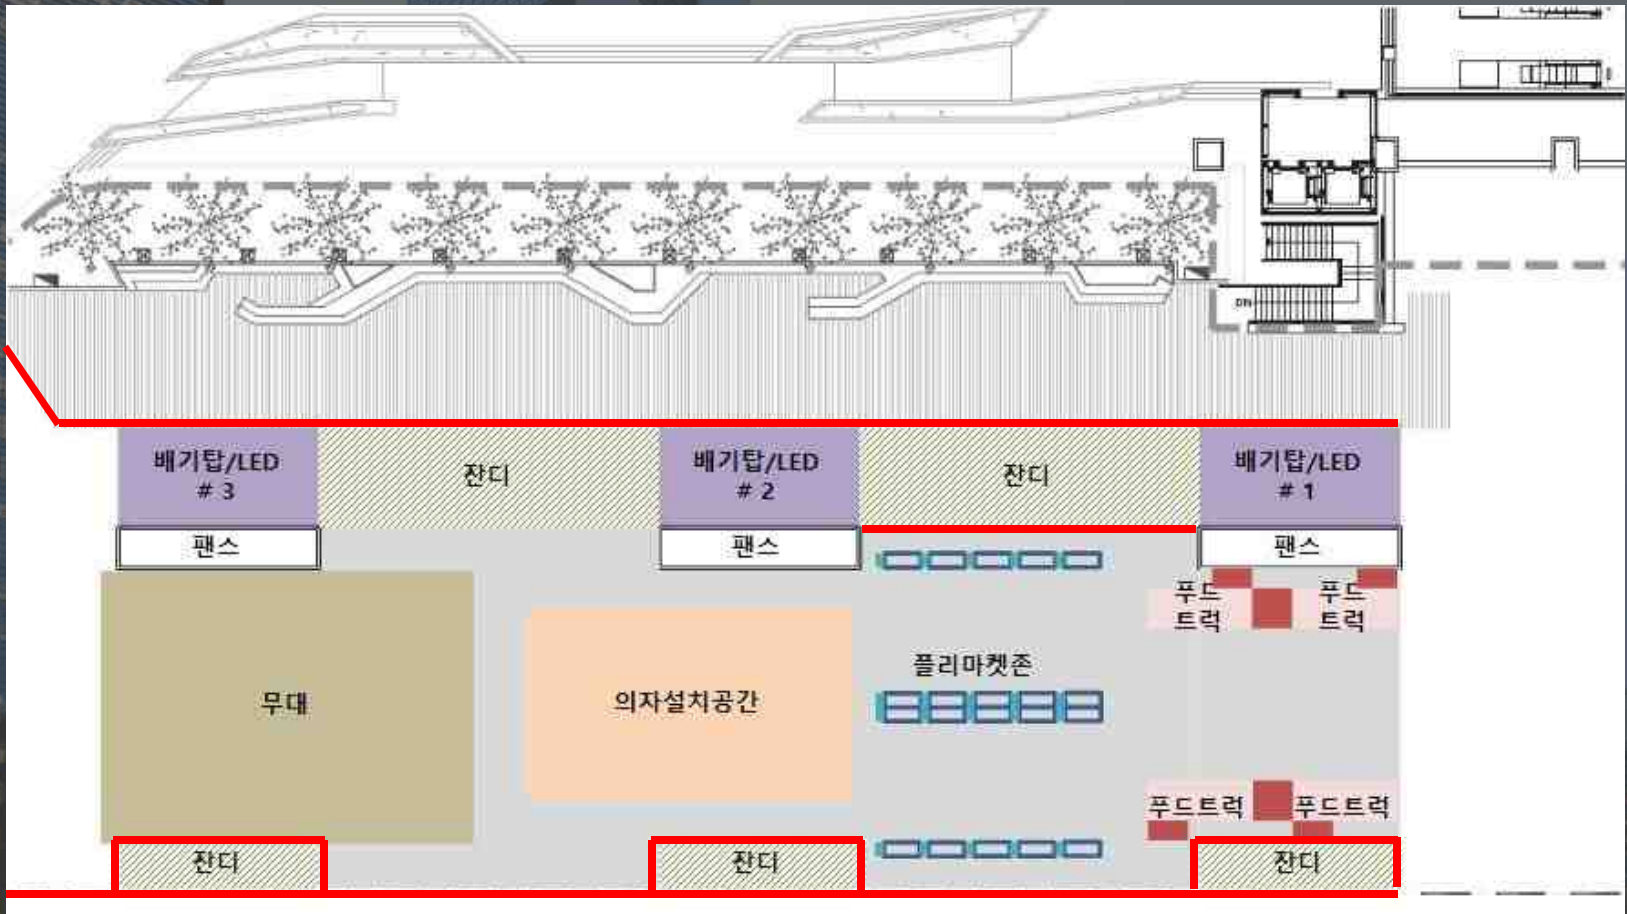 DN
배기탑/LED
# 3
잔디
배기탑/LED
# 2
잔디
배기탑/LED
# 1
팬스
팬스
팬스
푸드
트럭
푸드
트럭
플리마켓존
무대
의자설치공간
푸드트럭
푸드트럭
잔디
잔디
잔디